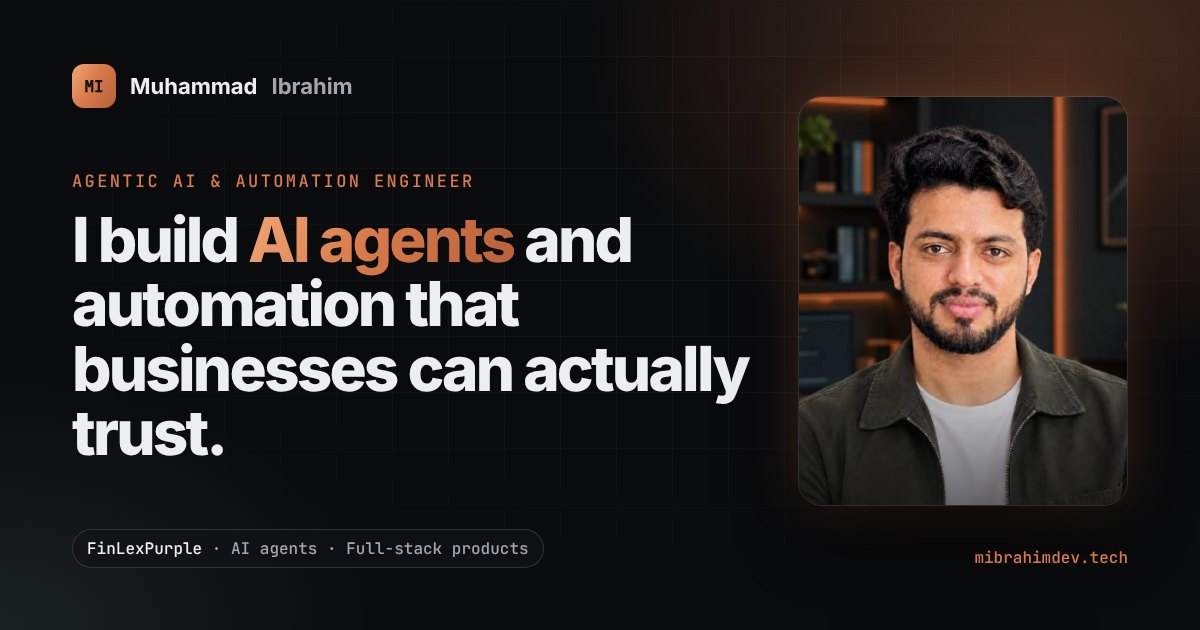 MI
Muhammad Ibrahim
AGENTIC AI & AUTOMATION ENGINEER
I build AI agents and
automation that
businesses can actually
trust.
FinLexPurple · AI agents · Full-stack products
mibrahimdev.tech